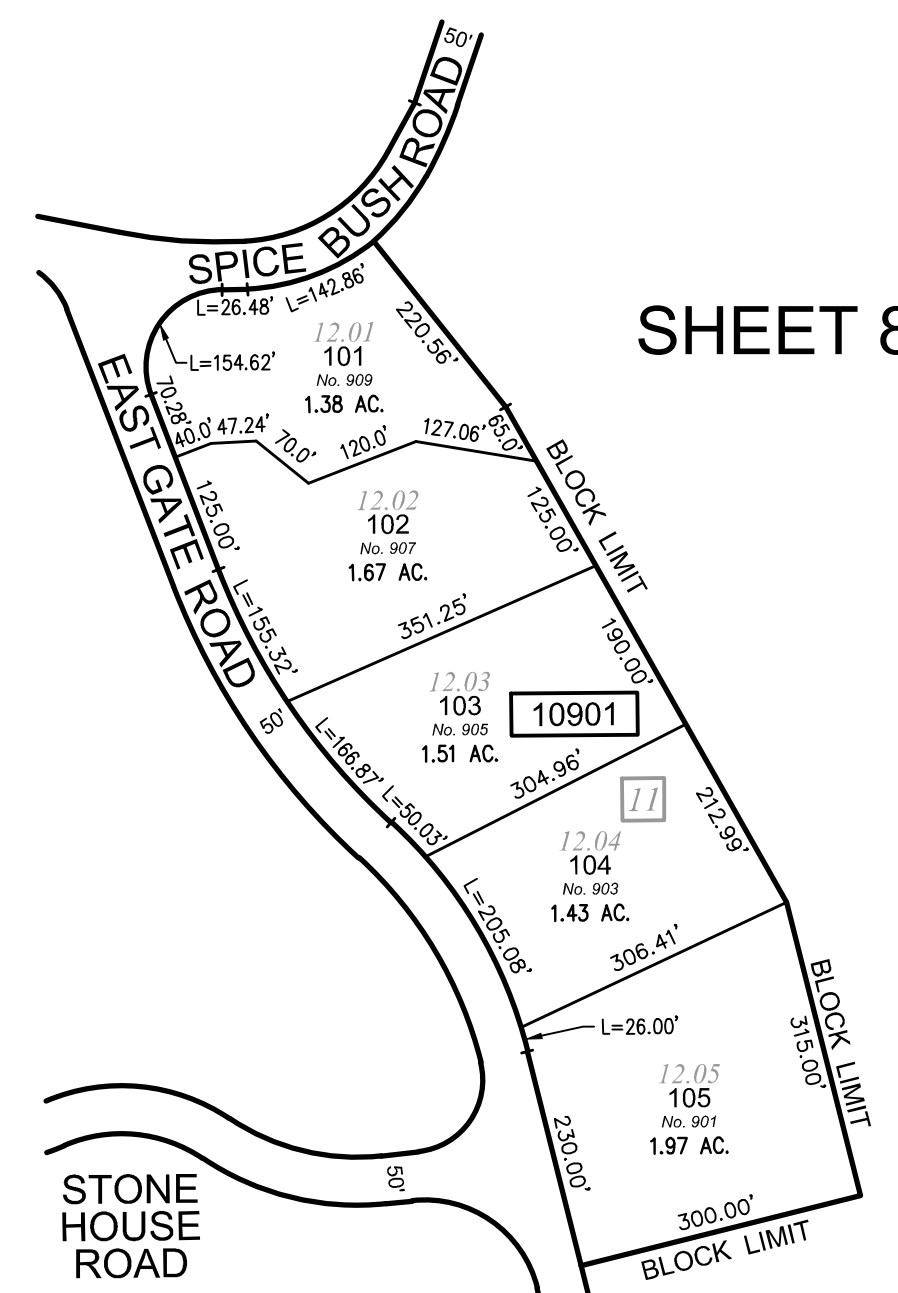 50'
SPICE BUSH ROAD
L=26.48'
L=142.86'
220.56'
SHEET 8
12.01
101
No. 909
1.38 AC.
L=154.62'
70.28'
EAST GATE ROAD
40.0'
47.24'
70.0'
120.0'
127.06'
65.0'
BLOCK LIMIT
12.02
102
No. 907
1.67 AC.
125.00'
125.00'
L=155.32'
351.25'
190.00'
12.03
103
No. 905
1.51 AC.
10901
50'
L=166.87'
L=50.03'
304.96'
11
212.99'
12.04
104
No. 903
1.43 AC.
L=205.08'
306.41'
BLOCK LIMIT
L=26.00'
315.00'
12.05
105
No. 901
1.97 AC.
230.00'
50'
STONE
HOUSE
ROAD
300.00'
BLOCK LIMIT